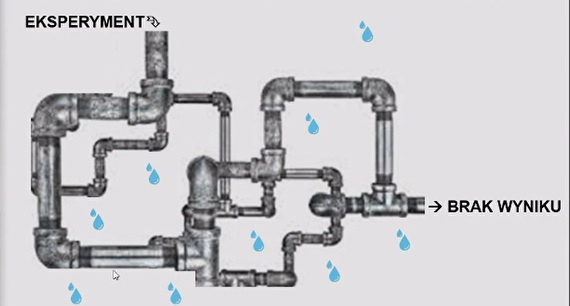 EKSPERYMENT
→ BRAK WYNIKU